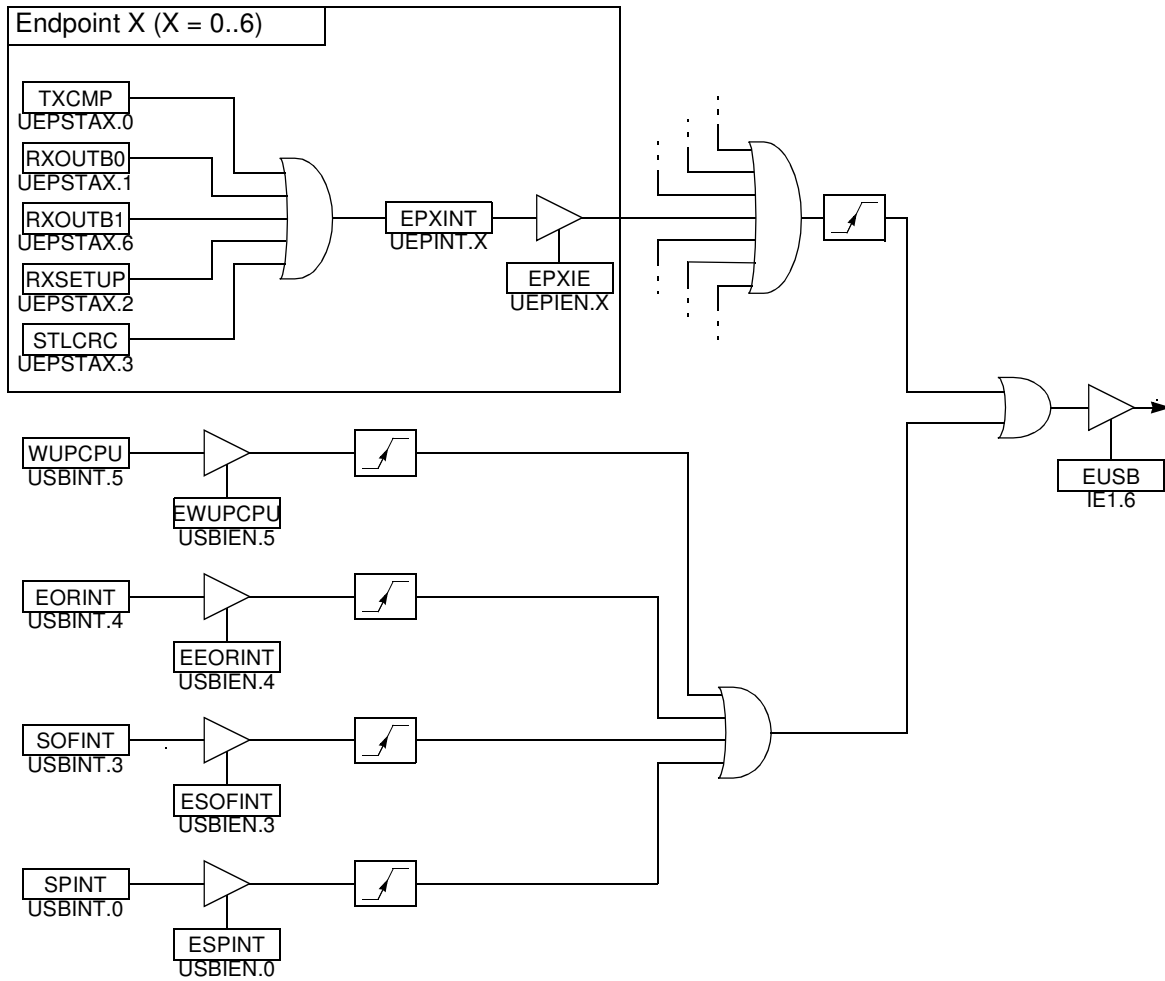 Endpoint X (X = 0..6)
TXCMP
UEPSTAX.0
RXOUTB0
UEPSTAX.1
RXOUTB1
UEPSTAX.6
RXSETUP
UEPSTAX.2
STLCRC
UEPSTAX.3
EPXINT
UEPINT.X
EPXIE
UEPIEN.X
WUPCPU
USBINT.5
EWUPCPU
USBIEN.5
EUSB
IE1.6
EORINT
USBINT.4
EEORINT
USBIEN.4
SOFINT
USBINT.3
ESOFINT
USBIEN.3
SPINT
USBINT.0
ESPINT
USBIEN.0